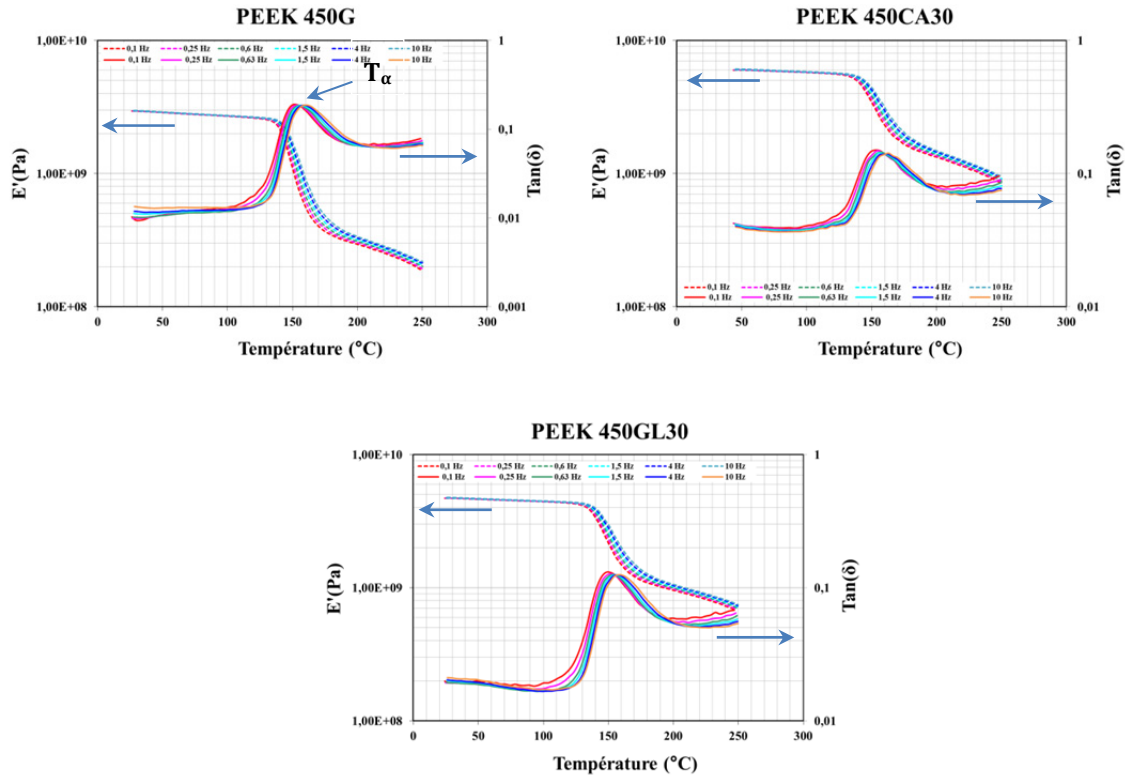 PEEK 450G
1,00E+10
1,00E+09
1,00E+08
E'(Pa)
0,1 Hz 0,25 Hz 0,6 Hz 1,5 Hz 4 Hz 10 Hz
0,1 Hz 0,25 Hz 0,63 Hz 1,5 Hz 4 Hz 10 Hz
Tα
1
0,1
0,01
0,001
Tan(δ)
0 50 100 150 200 250 300
Température (°C)
PEEK 450CA30
1,00E+10
1,00E+09
1,00E+08
E'(Pa)
1
0,1
0,01
Tan(δ)
0,1 Hz 0,25 Hz 0,6 Hz 1,5 Hz 4 Hz 10 Hz
0,1 Hz 0,25 Hz 0,63 Hz 1,5 Hz 4 Hz 10 Hz
0 50 100 150 200 250 300
Température (°C)
PEEK 450GL30
1,00E+10
1,00E+09
1,00E+08
E'(Pa)
0,1 Hz 0,25 Hz 0,6 Hz 1,5 Hz 4 Hz 10 Hz
0,1 Hz 0,25 Hz 0,63 Hz 1,5 Hz 4 Hz 10 Hz
1
0,1
0,01
Tan(δ)
0 50 100 150 200 250 300
Température (°C)